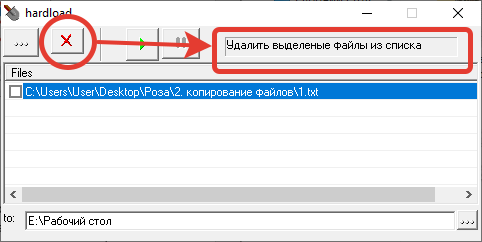 hardload
...
Удалить выделеные файлы из списка
Files
C:\Users\User\Desktop\Роза\2. копирование файлов\1.txt
to: E:\Рабочий стол ...